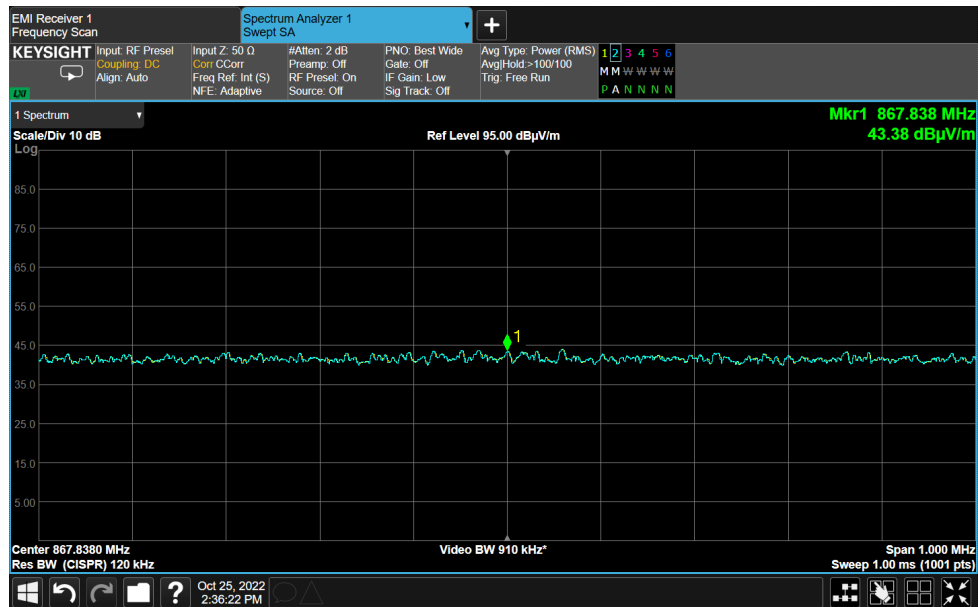 EMI Receiver 1
Frequency Scan
Spectrum Analyzer 1
Swept SA
KEYSIGHT
Input: RF Presel
Coupling: DC
Align: Auto
Input Z: 50 Ω
Corr CCorr
Freq Ref: Int (S)
NFE: Adaptive
#Atten: 2 dB
Preamp: Off
RF Presel: On
Source: Off
PNO: Best Wide
Gate: Off
IF Gain: Low
Sig Track: Off
Avg Type: Power (RMS)
Avg|Hold:>100/100
Trig: Free Run
1 2 3 4 5 6
M M W W W W
P A N N N N
LXI
1 Spectrum
Mkr1 867.838 MHz
Scale/Div 10 dB
Ref Level 95.00 dBµV/m
43.38 dBµV/m
Log
85.0
75.0
65.0
55.0
1
45.0
35.0
25.0
15.0
5.00
Center 867.8380 MHz
Video BW 910 kHz*
Span 1.000 MHz
Res BW (CISPR) 120 kHz
Sweep 1.00 ms (1001 pts)
?
Oct 25, 2022
2:36:22 PM